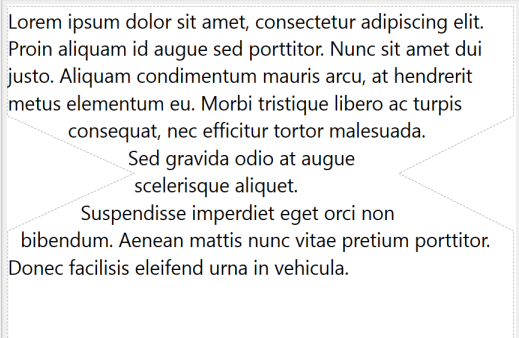 Lorem ipsum dolor sit amet, consectetur adipiscing elit.
Proin aliquam id augue sed porttitor. Nunc sit amet dui
justo. Aliquam condimentum mauris arcu, at hendrerit
metus elementum eu. Morbi tristique libero ac turpis
consequat, nec efficitur tortor malesuada.
Sed gravida odio at augue
scelerisque aliquet.
Suspendisse imperdiet eget orci non
bibendum. Aenean mattis nunc vitae pretium porttitor.
Donec facilisis eleifend urna in vehicula.